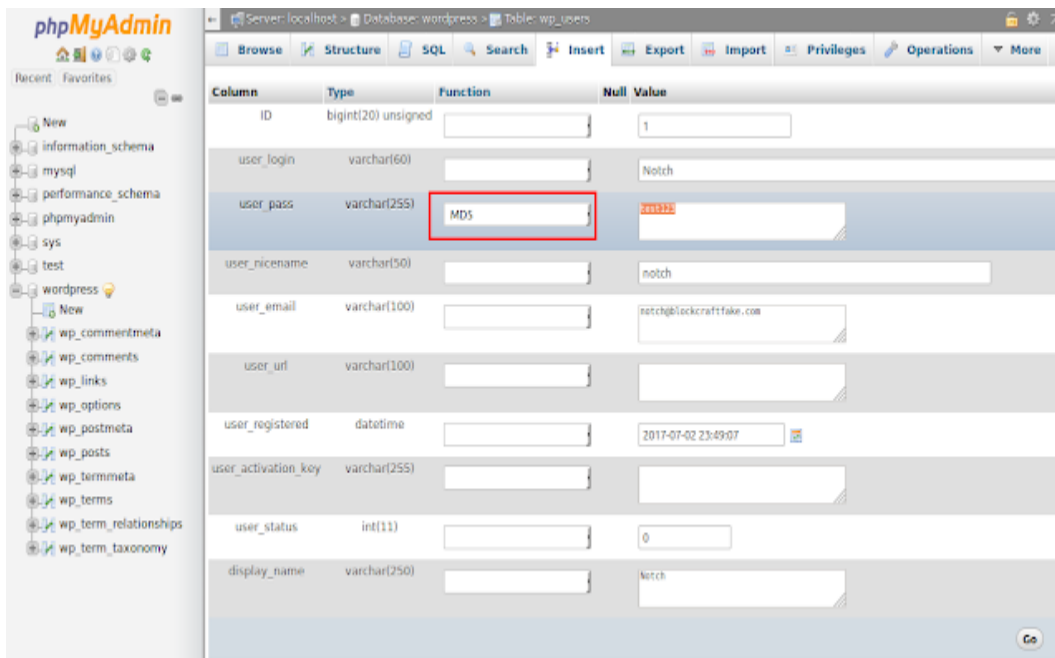 phpMyAdmin
Recent Favorites
New
information_schema
mysql
performance_schema
phpmyadmin
sys
test
wordpress
New
wp_commentmeta
wp_comments
wp_links
wp_options
wp_postmeta
wp_posts
wp_termmeta
wp_terms
wp_term_relationships
wp_term_taxonomy
Server: localhost » Database: wordpress » Table: wp_users
Browse Structure SQL Search Insert Export Import Privileges Operations More
Column Type Function Null Value
ID bigint(20) unsigned 1
user_login varchar(60) Notch
user_pass varchar(255) MD5 test123
user_nicename varchar(50) notch
user_email varchar(100) notch@blockcraftfake.com
user_url varchar(100)
user_registered datetime 2017-07-02 23:49:07
user_activation_key varchar(255)
user_status int(11) 0
display_name varchar(250) Notch
Go